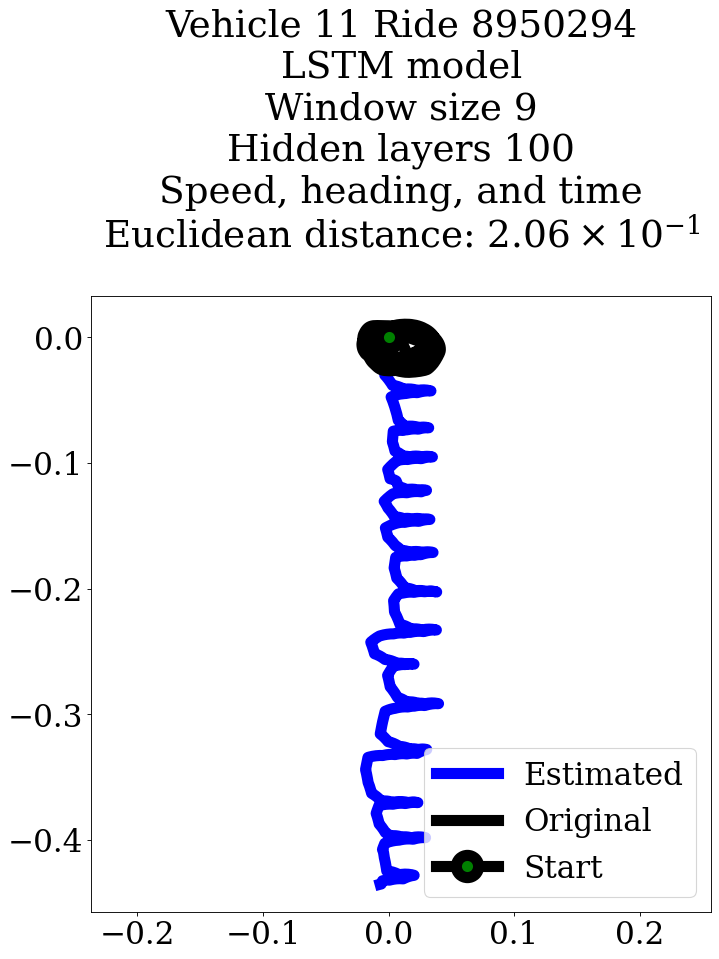 Vehicle 11 Ride 8950294
LSTM model
Window size 9
Hidden layers 100
Speed, heading, and time
Euclidean distance: 2.06 × 10⁻¹
0.0
−0.1
−0.2
−0.3
−0.4
Estimated
Original
Start
−0.2 −0.1 0.0 0.1 0.2